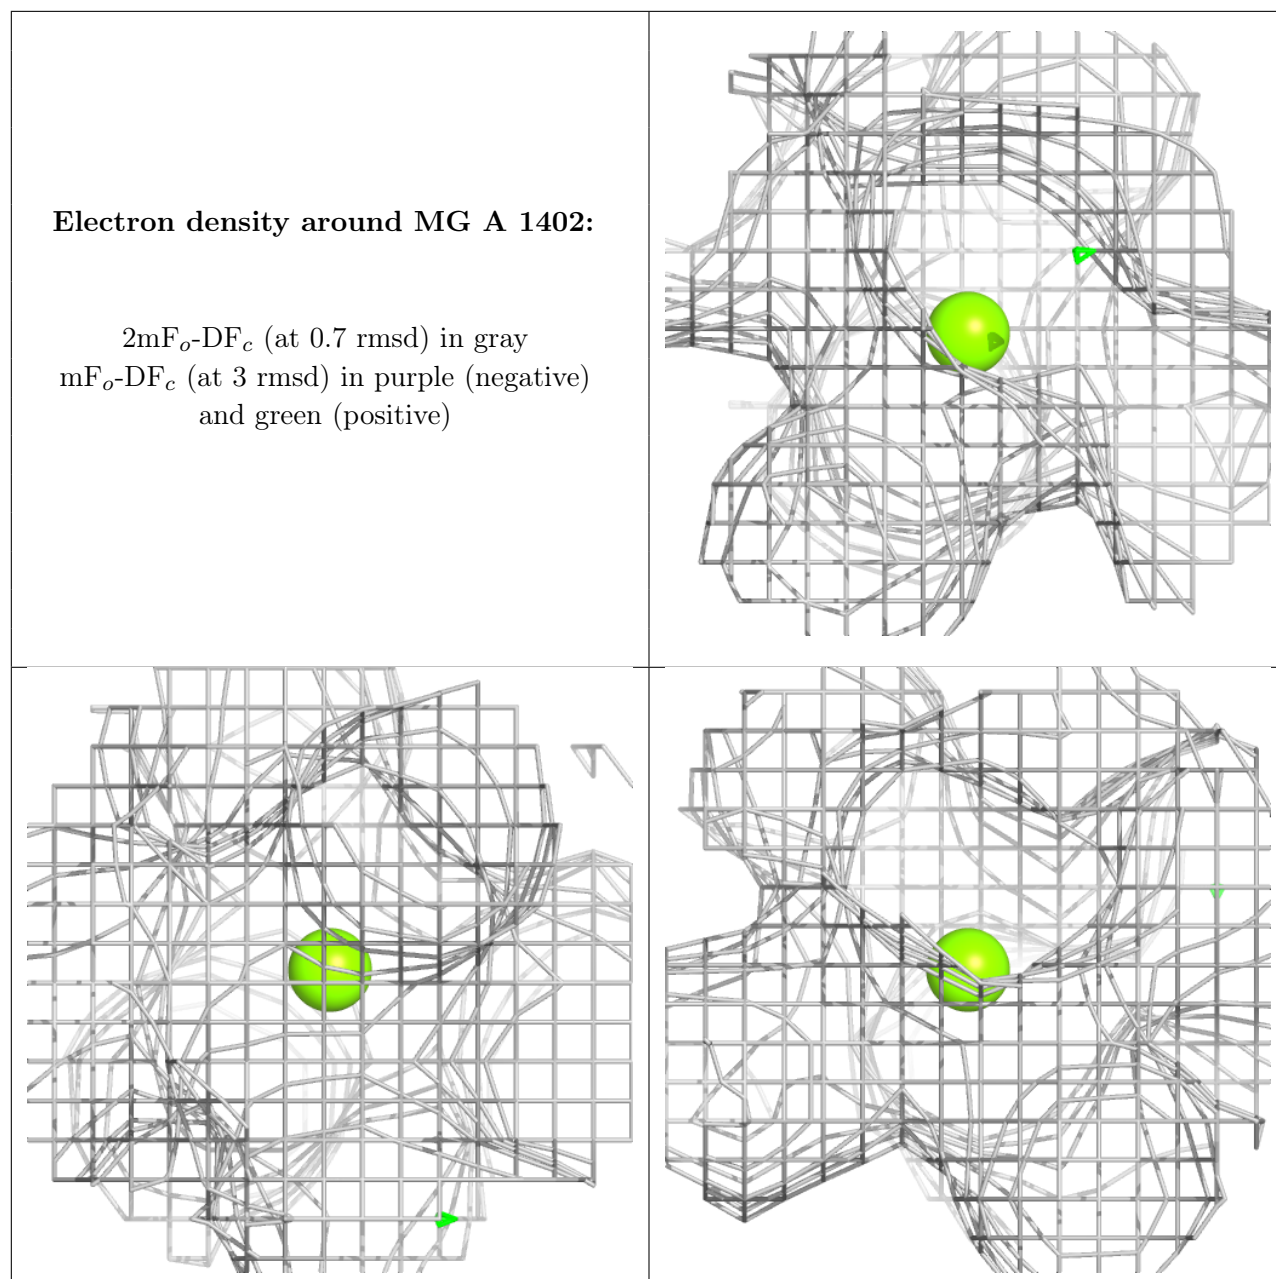 Electron density around MG A 1402:
2mFo-DFc (at 0.7 rmsd) in gray
mFo-DFc (at 3 rmsd) in purple (negative)
and green (positive)